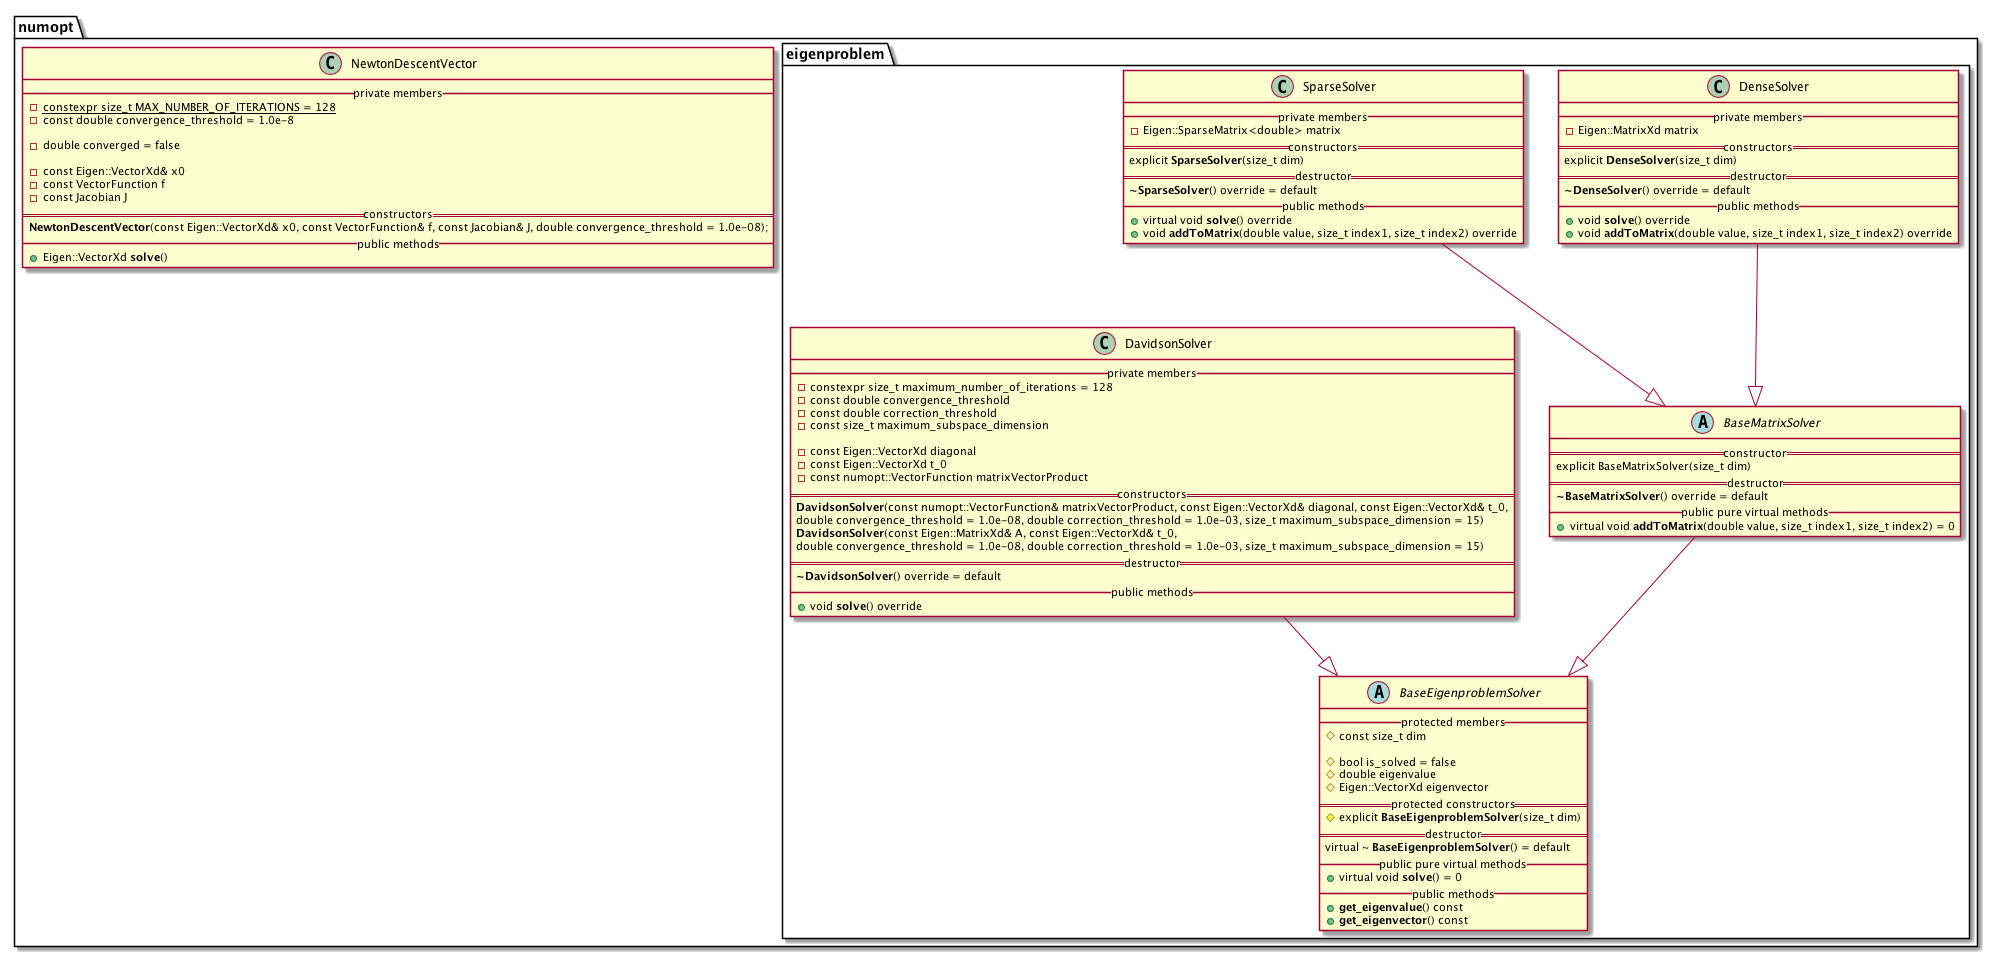 numopt
C NewtonDescentVector
private members
constexpr size_t MAX_NUMBER_OF_ITERATIONS = 128
const double convergence_threshold = 1.0e-8
double converged = false
const Eigen::VectorXd& x0
const VectorFunction f
const Jacobian J
constructors
NewtonDescentVector(const Eigen::VectorXd& x0, const VectorFunction& f, const Jacobian& J, double convergence_threshold = 1.0e-08);
public methods
Eigen::VectorXd solve()
eigenproblem
C SparseSolver
private members
Eigen::SparseMatrix<double> matrix
constructors
explicit SparseSolver(size_t dim)
destructor
~SparseSolver() override = default
public methods
virtual void solve() override
void addToMatrix(double value, size_t index1, size_t index2) override
C DenseSolver
private members
Eigen::MatrixXd matrix
constructors
explicit DenseSolver(size_t dim)
destructor
~DenseSolver() override = default
public methods
void solve() override
void addToMatrix(double value, size_t index1, size_t index2) override
C DavidsonSolver
private members
constexpr size_t maximum_number_of_iterations = 128
const double convergence_threshold
const double correction_threshold
const size_t maximum_subspace_dimension
const Eigen::VectorXd diagonal
const Eigen::VectorXd t_0
const numopt::VectorFunction matrixVectorProduct
constructors
DavidsonSolver(const numopt::VectorFunction& matrixVectorProduct, const Eigen::VectorXd& diagonal, const Eigen::VectorXd& t_0,
double convergence_threshold = 1.0e-08, double correction_threshold = 1.0e-03, size_t maximum_subspace_dimension = 15)
DavidsonSolver(const Eigen::MatrixXd& A, const Eigen::VectorXd& t_0,
double convergence_threshold = 1.0e-08, double correction_threshold = 1.0e-03, size_t maximum_subspace_dimension = 15)
destructor
~DavidsonSolver() override = default
public methods
void solve() override
A BaseMatrixSolver
constructor
explicit BaseMatrixSolver(size_t dim)
destructor
~BaseMatrixSolver() override = default
public pure virtual methods
virtual void addToMatrix(double value, size_t index1, size_t index2) = 0
A BaseEigenproblemSolver
protected members
const size_t dim
bool is_solved = false
double eigenvalue
Eigen::VectorXd eigenvector
protected constructors
explicit BaseEigenproblemSolver(size_t dim)
destructor
virtual ~ BaseEigenproblemSolver() = default
public pure virtual methods
virtual void solve() = 0
public methods
get_eigenvalue() const
get_eigenvector() const